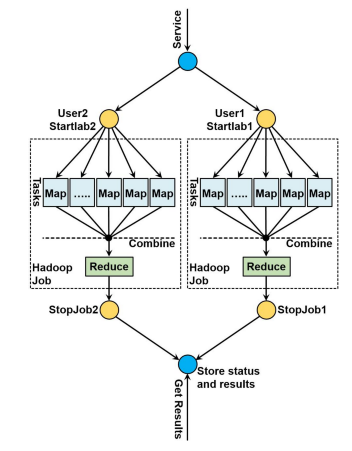 Service
User2
Startlab2
User1
Startlab1
Tasks
Map ..... Map Map Map
Tasks
Map ..... Map Map Map
Combine
Combine
Hadoop
Job
Reduce
Hadoop
Job
Reduce
StopJob2
StopJob1
Store status
and results
Get Results